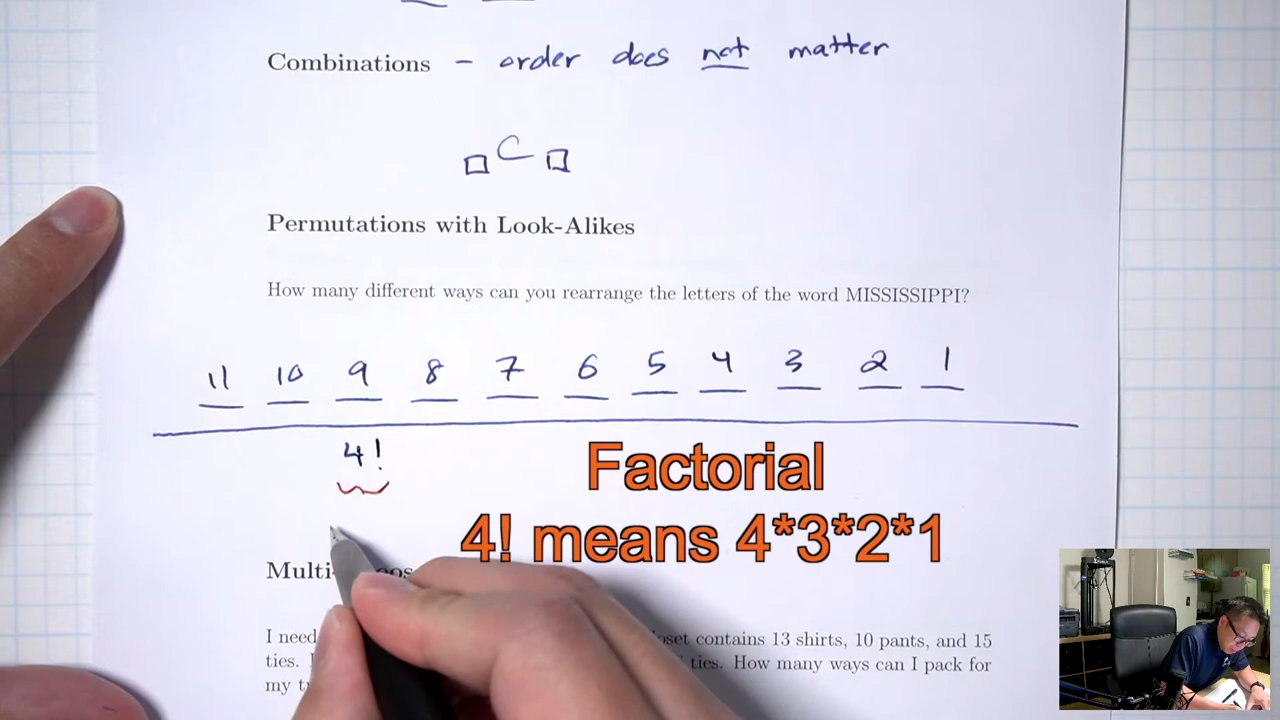 Combinations – order does not matter
□ C □
Permutations with Look-Alikes
How many different ways can you rearrange the letters of the word MISSISSIPPI?
11 10 9 8 7 6 5 4 3 2 1
4!
Factorial
4! means 4*3*2*1
Multi-
I need contains 13 shirts, 10 pants, and 15
ties. ties. How many ways can I pack for
my